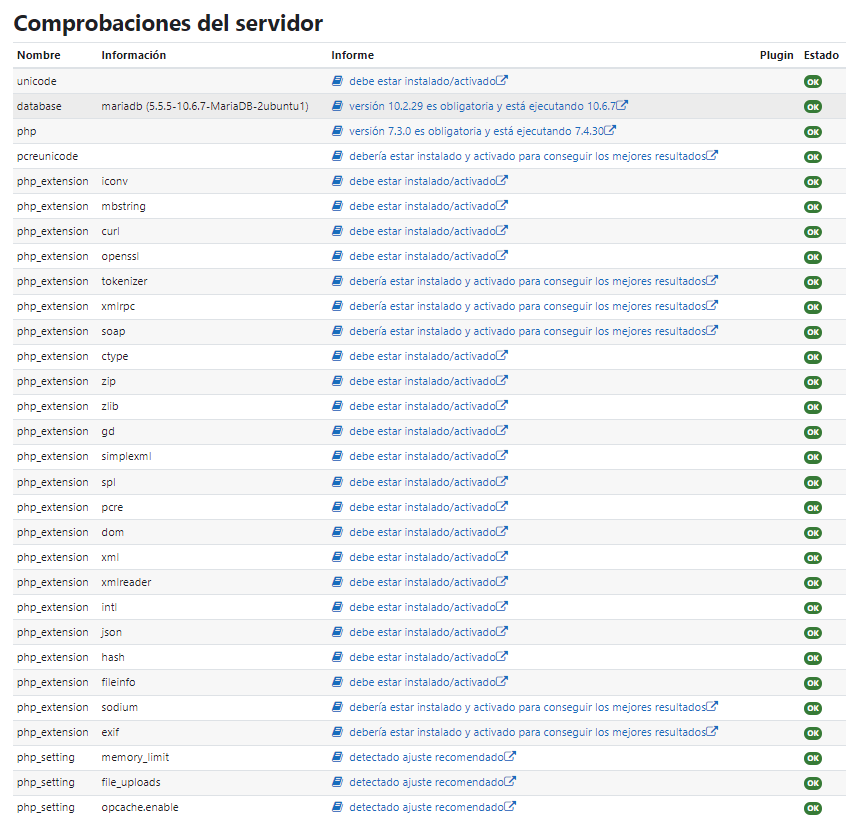 Comprobaciones del servidor
Nombre Información Informe Plugin Estado
unicode debe estar instalado/activado OK
database mariadb (5.5.5-10.6.7-MariaDB-2ubuntu1) versión 10.2.29 es obligatoria y está ejecutando 10.6.7 OK
php versión 7.3.0 es obligatoria y está ejecutando 7.4.30 OK
pcreunicode debería estar instalado y activado para conseguir los mejores resultados OK
php_extension iconv debe estar instalado/activado OK
php_extension mbstring debe estar instalado/activado OK
php_extension curl debe estar instalado/activado OK
php_extension openssl debe estar instalado/activado OK
php_extension tokenizer debería estar instalado y activado para conseguir los mejores resultados OK
php_extension xmlrpc debería estar instalado y activado para conseguir los mejores resultados OK
php_extension soap debería estar instalado y activado para conseguir los mejores resultados OK
php_extension ctype debe estar instalado/activado OK
php_extension zip debe estar instalado/activado OK
php_extension zlib debe estar instalado/activado OK
php_extension gd debe estar instalado/activado OK
php_extension simplexml debe estar instalado/activado OK
php_extension spl debe estar instalado/activado OK
php_extension pcre debe estar instalado/activado OK
php_extension dom debe estar instalado/activado OK
php_extension xml debe estar instalado/activado OK
php_extension xmlreader debe estar instalado/activado OK
php_extension intl debe estar instalado/activado OK
php_extension json debe estar instalado/activado OK
php_extension hash debe estar instalado/activado OK
php_extension fileinfo debe estar instalado/activado OK
php_extension sodium debería estar instalado y activado para conseguir los mejores resultados OK
php_extension exif debería estar instalado y activado para conseguir los mejores resultados OK
php_setting memory_limit detectado ajuste recomendado OK
php_setting file_uploads detectado ajuste recomendado OK
php_setting opcache.enable detectado ajuste recomendado OK